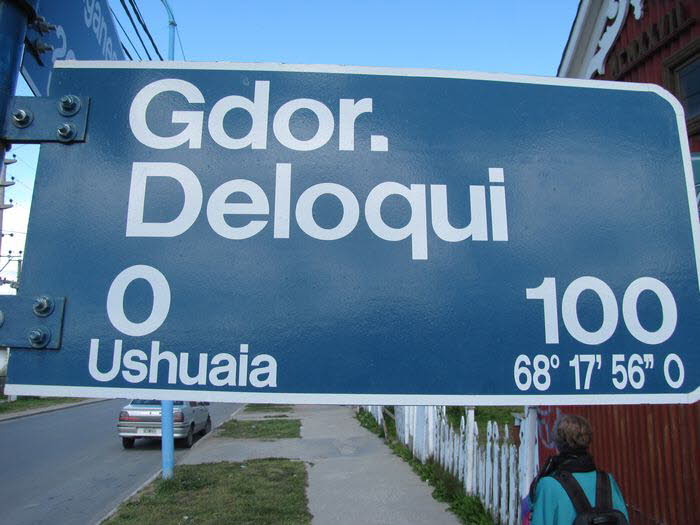 Gdor.
Deloqui
0 100
Ushuaia 68° 17' 56" O